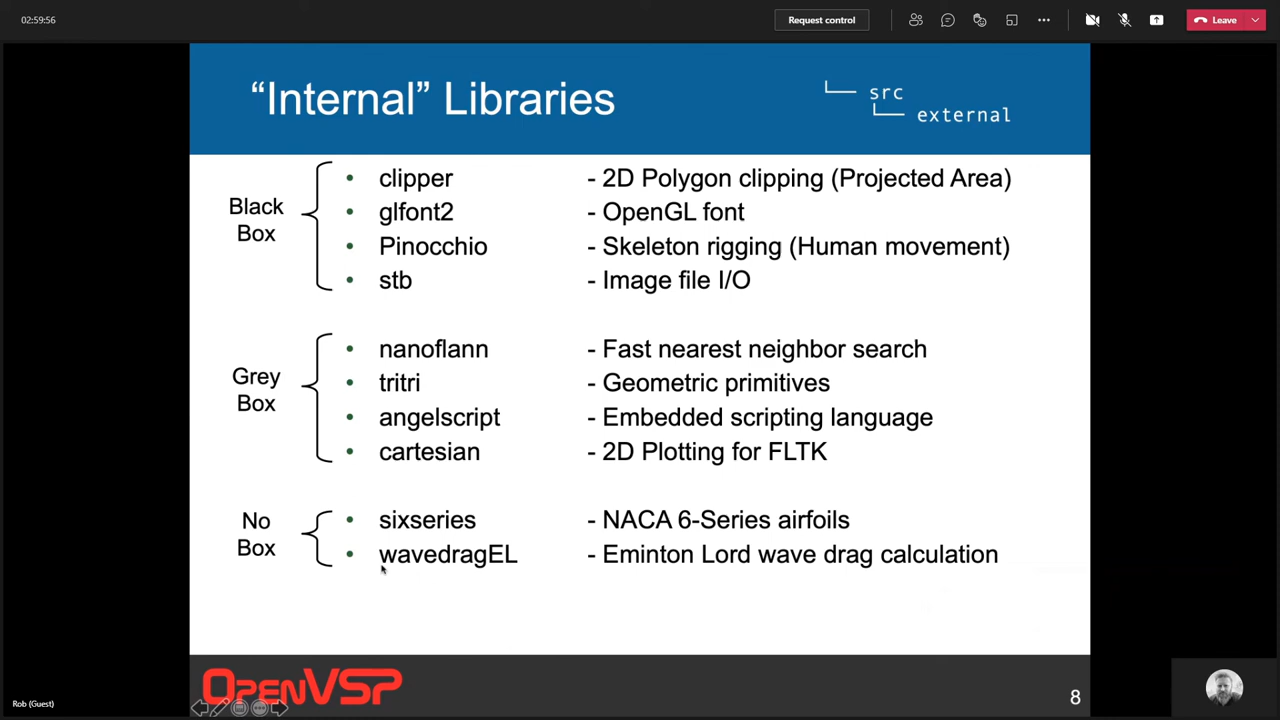 02:59:56
Request control
Leave
“Internal” Libraries
src
external
Black
Box
• clipper - 2D Polygon clipping (Projected Area)
• glfont2 - OpenGL font
• Pinocchio - Skeleton rigging (Human movement)
• stb - Image file I/O
Grey
Box
• nanoflann - Fast nearest neighbor search
• tritri - Geometric primitives
• angelscript - Embedded scripting language
• cartesian - 2D Plotting for FLTK
No
Box
• sixseries - NACA 6-Series airfoils
• wavedragEL - Eminton Lord wave drag calculation
OpenVSP
8
Rob (Guest)